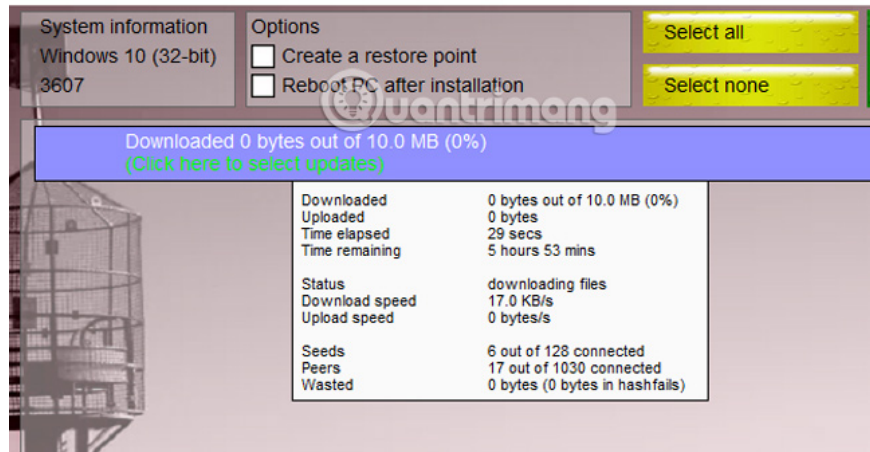 System information
Windows 10 (32-bit)
3607
Options
Create a restore point
Reboot PC after installation
Select all
Select none
Quantrimang
Downloaded 0 bytes out of 10.0 MB (0%)
(Click here to select updates)
Downloaded 0 bytes out of 10.0 MB (0%)
Uploaded 0 bytes
Time elapsed 29 secs
Time remaining 5 hours 53 mins
Status downloading files
Download speed 17.0 KB/s
Upload speed 0 bytes/s
Seeds 6 out of 128 connected
Peers 17 out of 1030 connected
Wasted 0 bytes (0 bytes in hashfails)